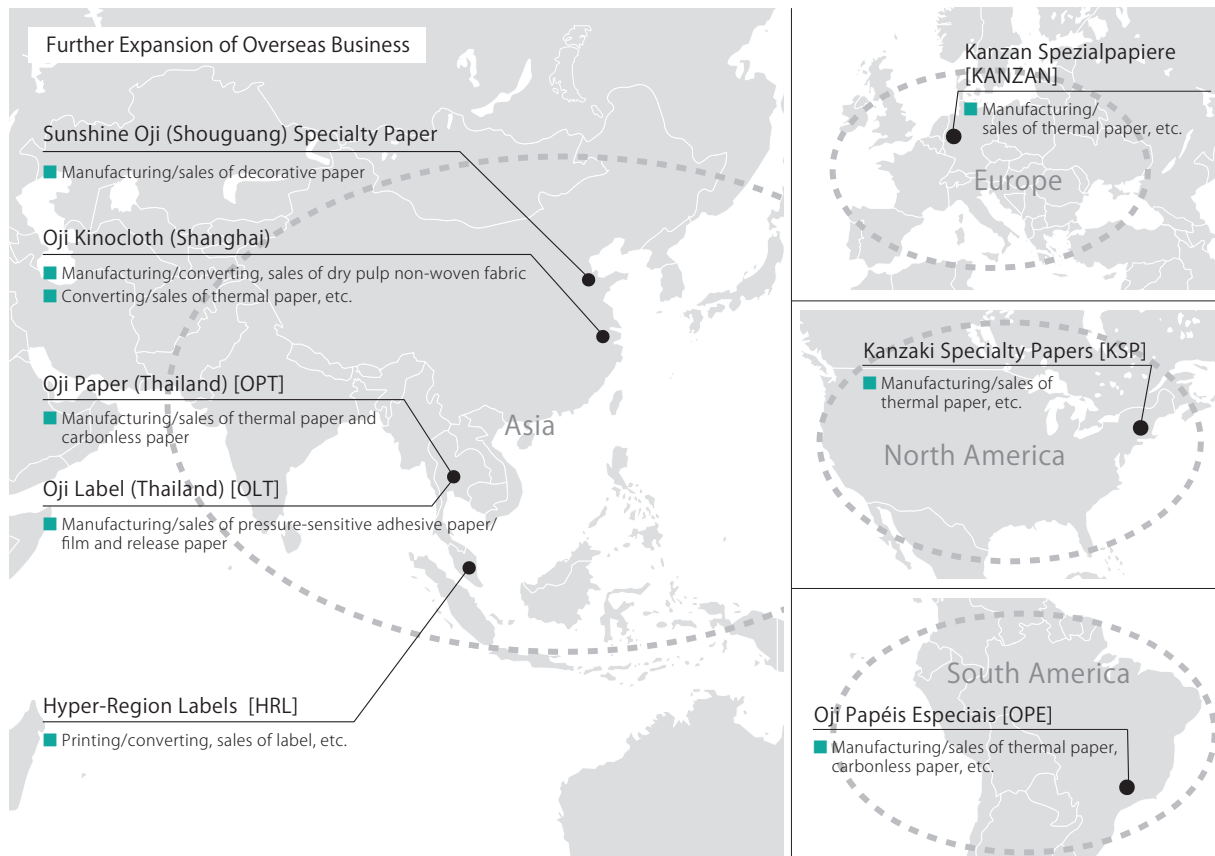 Further Expansion of Overseas Business
Sunshine Oji (Shouguang) Specialty Paper
Manufacturing/sales of decorative paper
Oji Kinocloth (Shanghai)
Manufacturing/converting, sales of dry pulp non-woven fabric
Converting/sales of thermal paper, etc.
Oji Paper (Thailand) [OPT]
Manufacturing/sales of thermal paper and
carbonless paper
Asia
Oji Label (Thailand) [OLT]
Manufacturing/sales of pressure-sensitive adhesive paper/
film and release paper
Hyper-Region Labels [HRL]
Printing/converting, sales of label, etc.
Kanzan Spezialpapiere
[KANZAN]
Manufacturing/
sales of thermal paper, etc.
Europe
Kanzaki Specialty Papers [KSP]
Manufacturing/sales of
thermal paper, etc.
North America
South America
Oji Papéis Especiais [OPE]
Manufacturing/sales of thermal paper,
carbonless paper, etc.